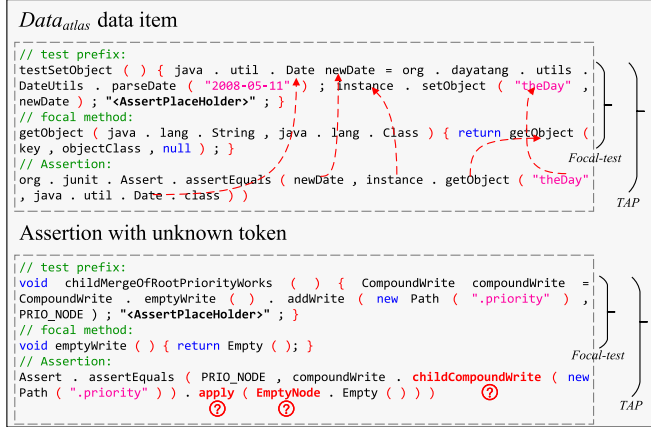 Data_atlas data item
// test prefix:
testSetObject ( ) { java . util . Date newDate = org . dayatang . utils .
DateUtils . parseDate ( "2008-05-11" ) ; instance . setObject ( "theDay" ,
newDate ) ; "<AssertPlaceHolder>" ; }
// focal method:
getObject ( java . lang . String , java . lang . Class ) { return getObject (
key , objectClass , null ) ; }
Focal-test
// Assertion:
org . junit . Assert . assertEquals ( newDate , instance . getObject ( "theDay"
, java . util . Date . class ) )
TAP
Assertion with unknown token
// test prefix:
void childMergeOfRootPriorityWorks ( ) { CompoundWrite compoundWrite =
CompoundWrite . emptyWrite ( ) . addWrite ( new Path ( ".priority" ) ,
PRIO_NODE ) ; "<AssertPlaceHolder>" ; }
// focal method:
void emptyWrite ( ) { return Empty ( ); }
Focal-test
// Assertion:
Assert . assertEquals ( PRIO_NODE , compoundWrite . childCompoundWrite ( new
Path ( ".priority" ) ) . apply ( EmptyNode . Empty ( ) ) )
? ? ?
TAP